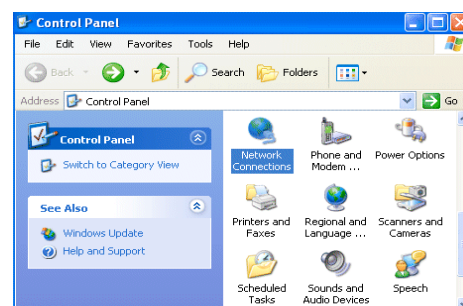 Control Panel
File Edit View Favorites Tools Help
Back Search Folders
Address Control Panel Go
Control Panel
Switch to Category View
See Also
Windows Update
Help and Support
Network Connections
Phone and Modem ...
Power Options
Printers and Faxes
Regional and Language ...
Scanners and Cameras
Scheduled Tasks
Sounds and Audio Devices
Speech